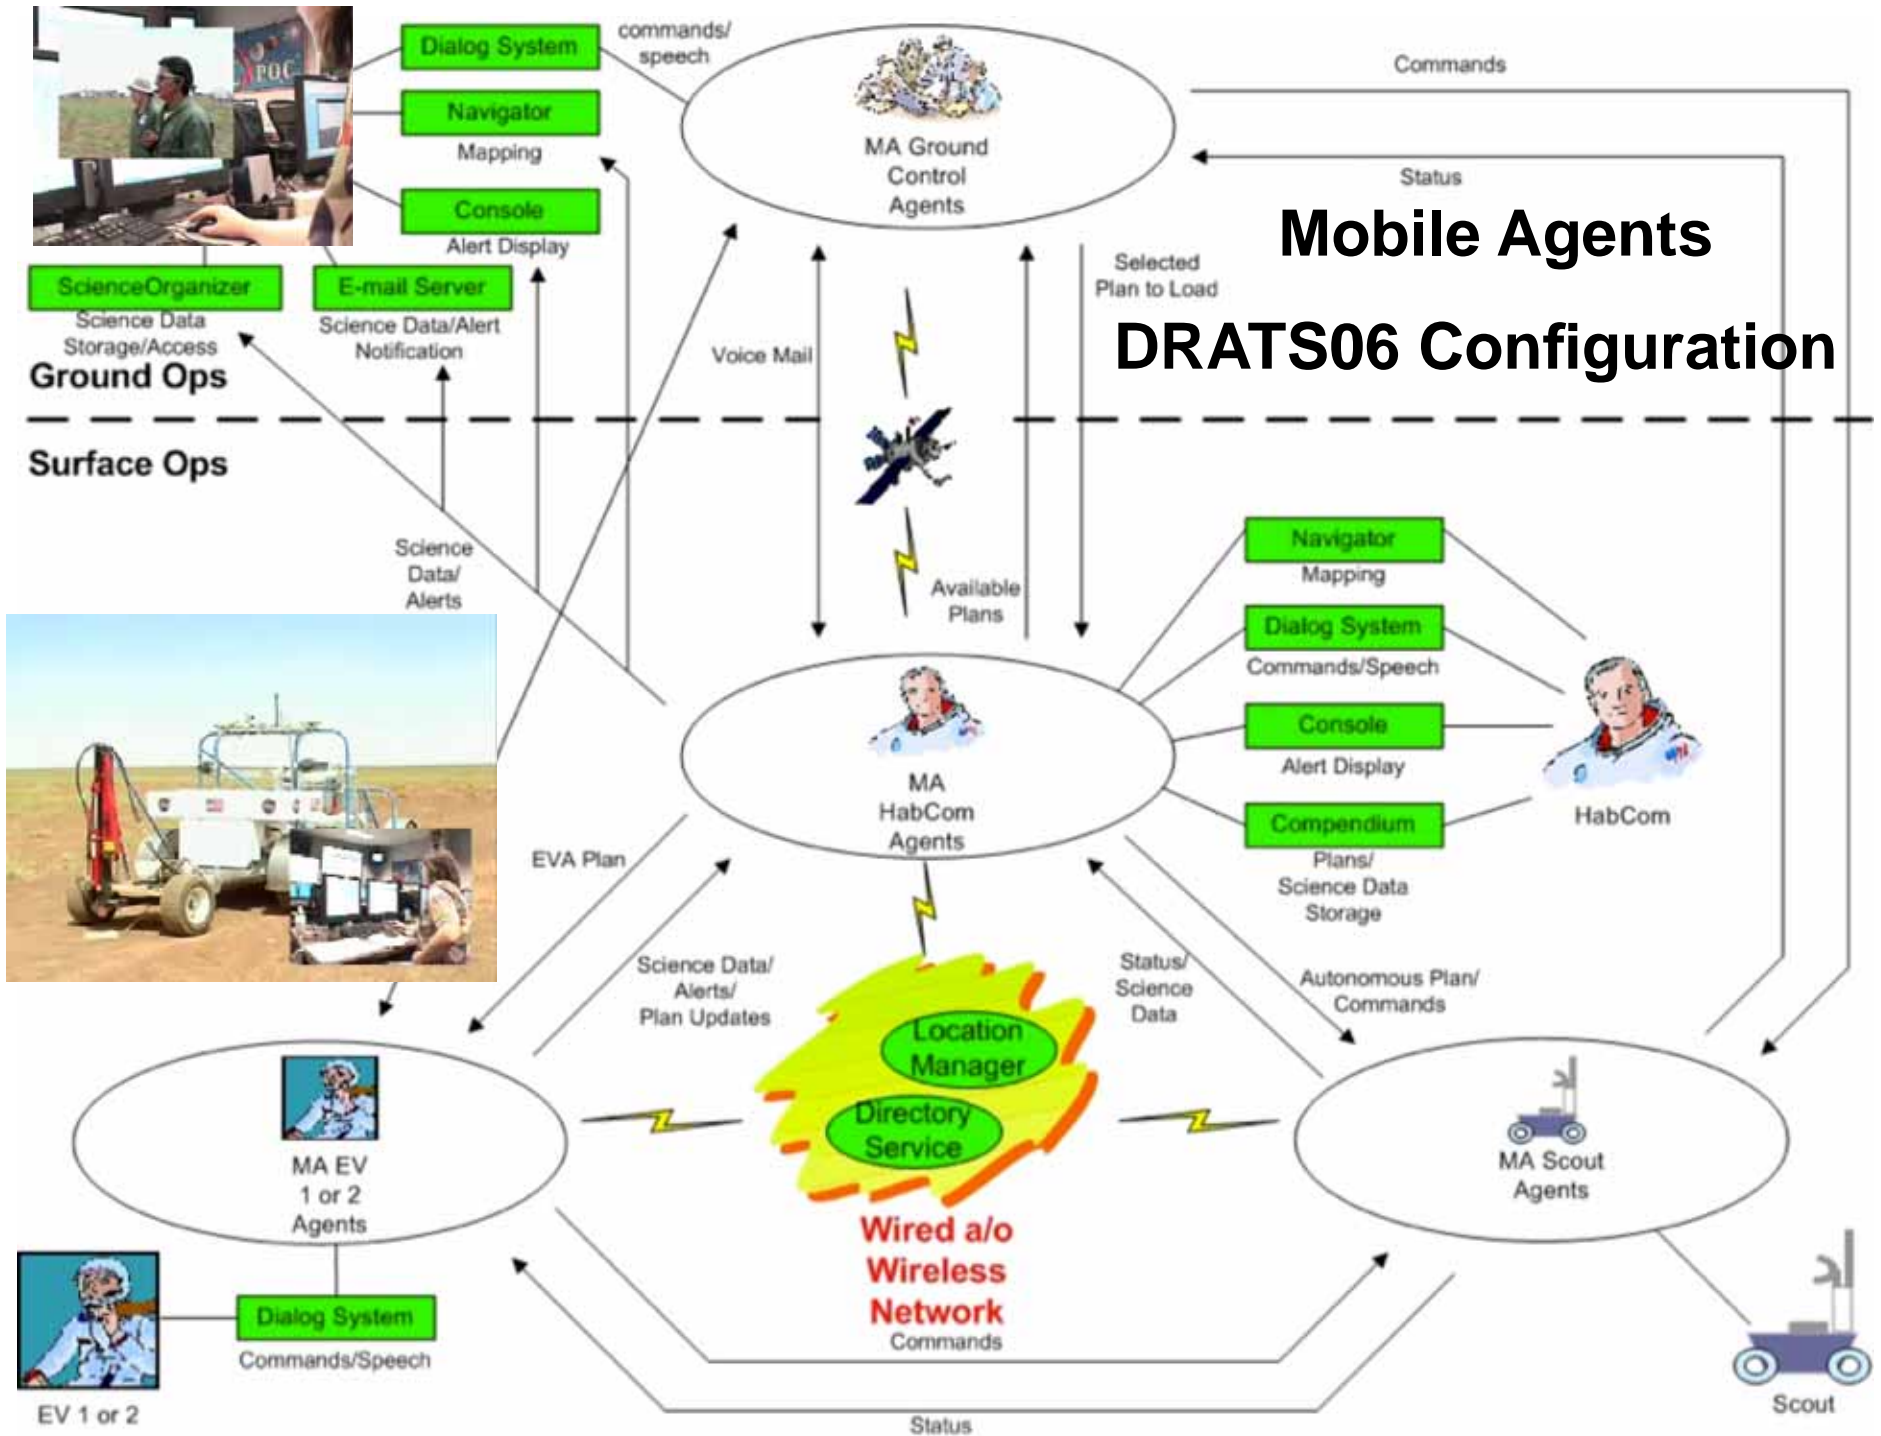 Dialog System
commands/
speech
Navigator
Mapping
Console
Alert Display
ScienceOrganizer
Science Data
Storage/Access
E-mail Server
Science Data/Alert
Notification
POC
MA Ground
Control
Agents
Commands
Status
Mobile Agents
DRATS06 Configuration
Selected
Plan to Load
Voice Mail
Ground Ops
Surface Ops
Science
Data/
Alerts
Available
Plans
Navigator
Mapping
Dialog System
Commands/Speech
Console
Alert Display
Compendium
Plans/
Science Data
Storage
HabCom
MA
HabCom
Agents
EVA Plan
Science Data/
Alerts/
Plan Updates
Status/
Science
Data
Autonomous Plan/
Commands
Location
Manager
Directory
Service
Wired a/o
Wireless
Network
MA EV
1 or 2
Agents
MA Scout
Agents
Dialog System
Commands/Speech
EV 1 or 2
Commands
Status
Scout